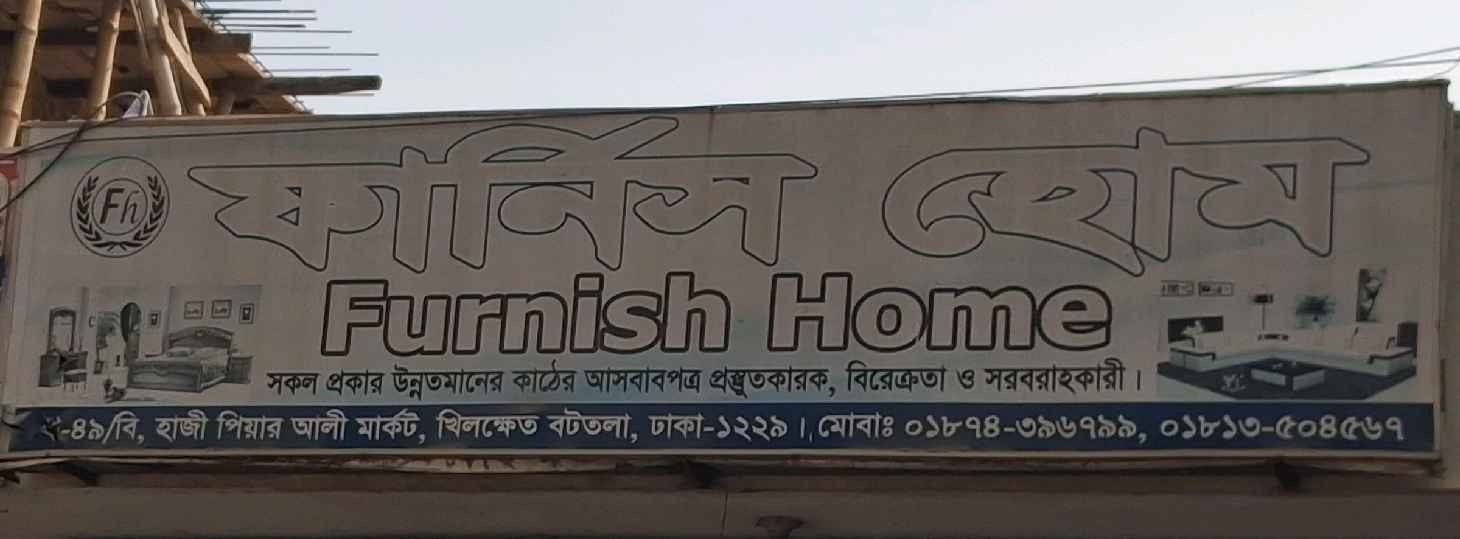 Fh
ফার্নিস হোম
Furnish Home
সকল প্রকার উন্নতমানের কাঠের আসবাবপত্র প্রস্তুতকারক, বিক্রেতা ও সরবরাহকারী।
-৪৯/বি, হাজী পিয়ার আলী মার্কেট, খিলক্ষেত বটতলা, ঢাকা-১২২৯। মোবাঃ ০১৮৭৪-৩৯৬৭৯৯, ০১৮১৩-৫০৪৫৬৭